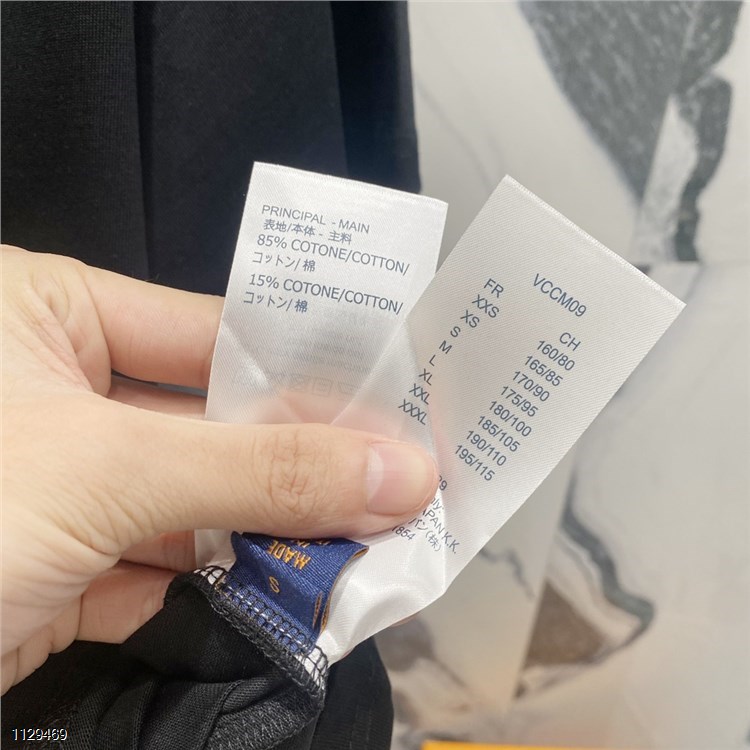 PRINCIPAL - MAIN
表地/本体 - 主料
85% COTONE/COTTON/
コットン/棉
15% COTONE/COTTON/
コットン/棉
VCCM09
FR CH
XXS 160/80
XS 165/85
S 170/90
M 175/95
L 180/100
XL 185/105
XXL 190/110
XXXL 195/115
K.K.
1854
MADE
S
1129469